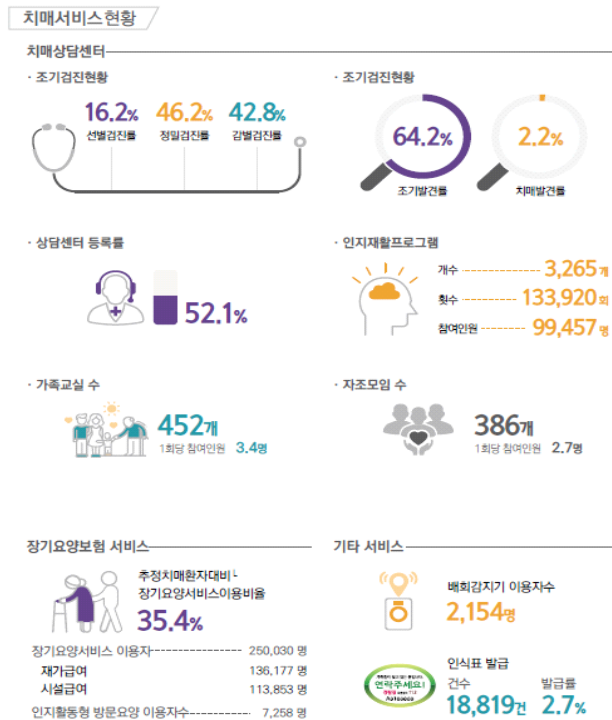 치매서비스현황
치매상담센터
· 조기검진현황
16.2% 46.2% 42.8%
선별검진률 정밀검진률 감별검진률
· 조기검진현황
64.2% 2.2%
조기발견률 치매발견률
· 상담센터 등록률
52.1%
· 인지재활프로그램
개수 3,265 개
횟수 133,920 회
참여인원 99,457 명
· 가족교실 수
452개
1회당 참여인원 3.4명
· 자조모임 수
386개
1회당 참여인원 2.7명
장기요양보험 서비스
추정치매환자대비
장기요양서비스이용비율
35.4%
장기요양서비스 이용자 250,030 명
재가급여 136,177 명
시설급여 113,853 명
인지활동형 방문요양 이용자수 7,258 명
기타 서비스
배회감지기 이용자수
2,154명
연락주세요!
인식표 발급
건수 발급률
18,819건 2.7%